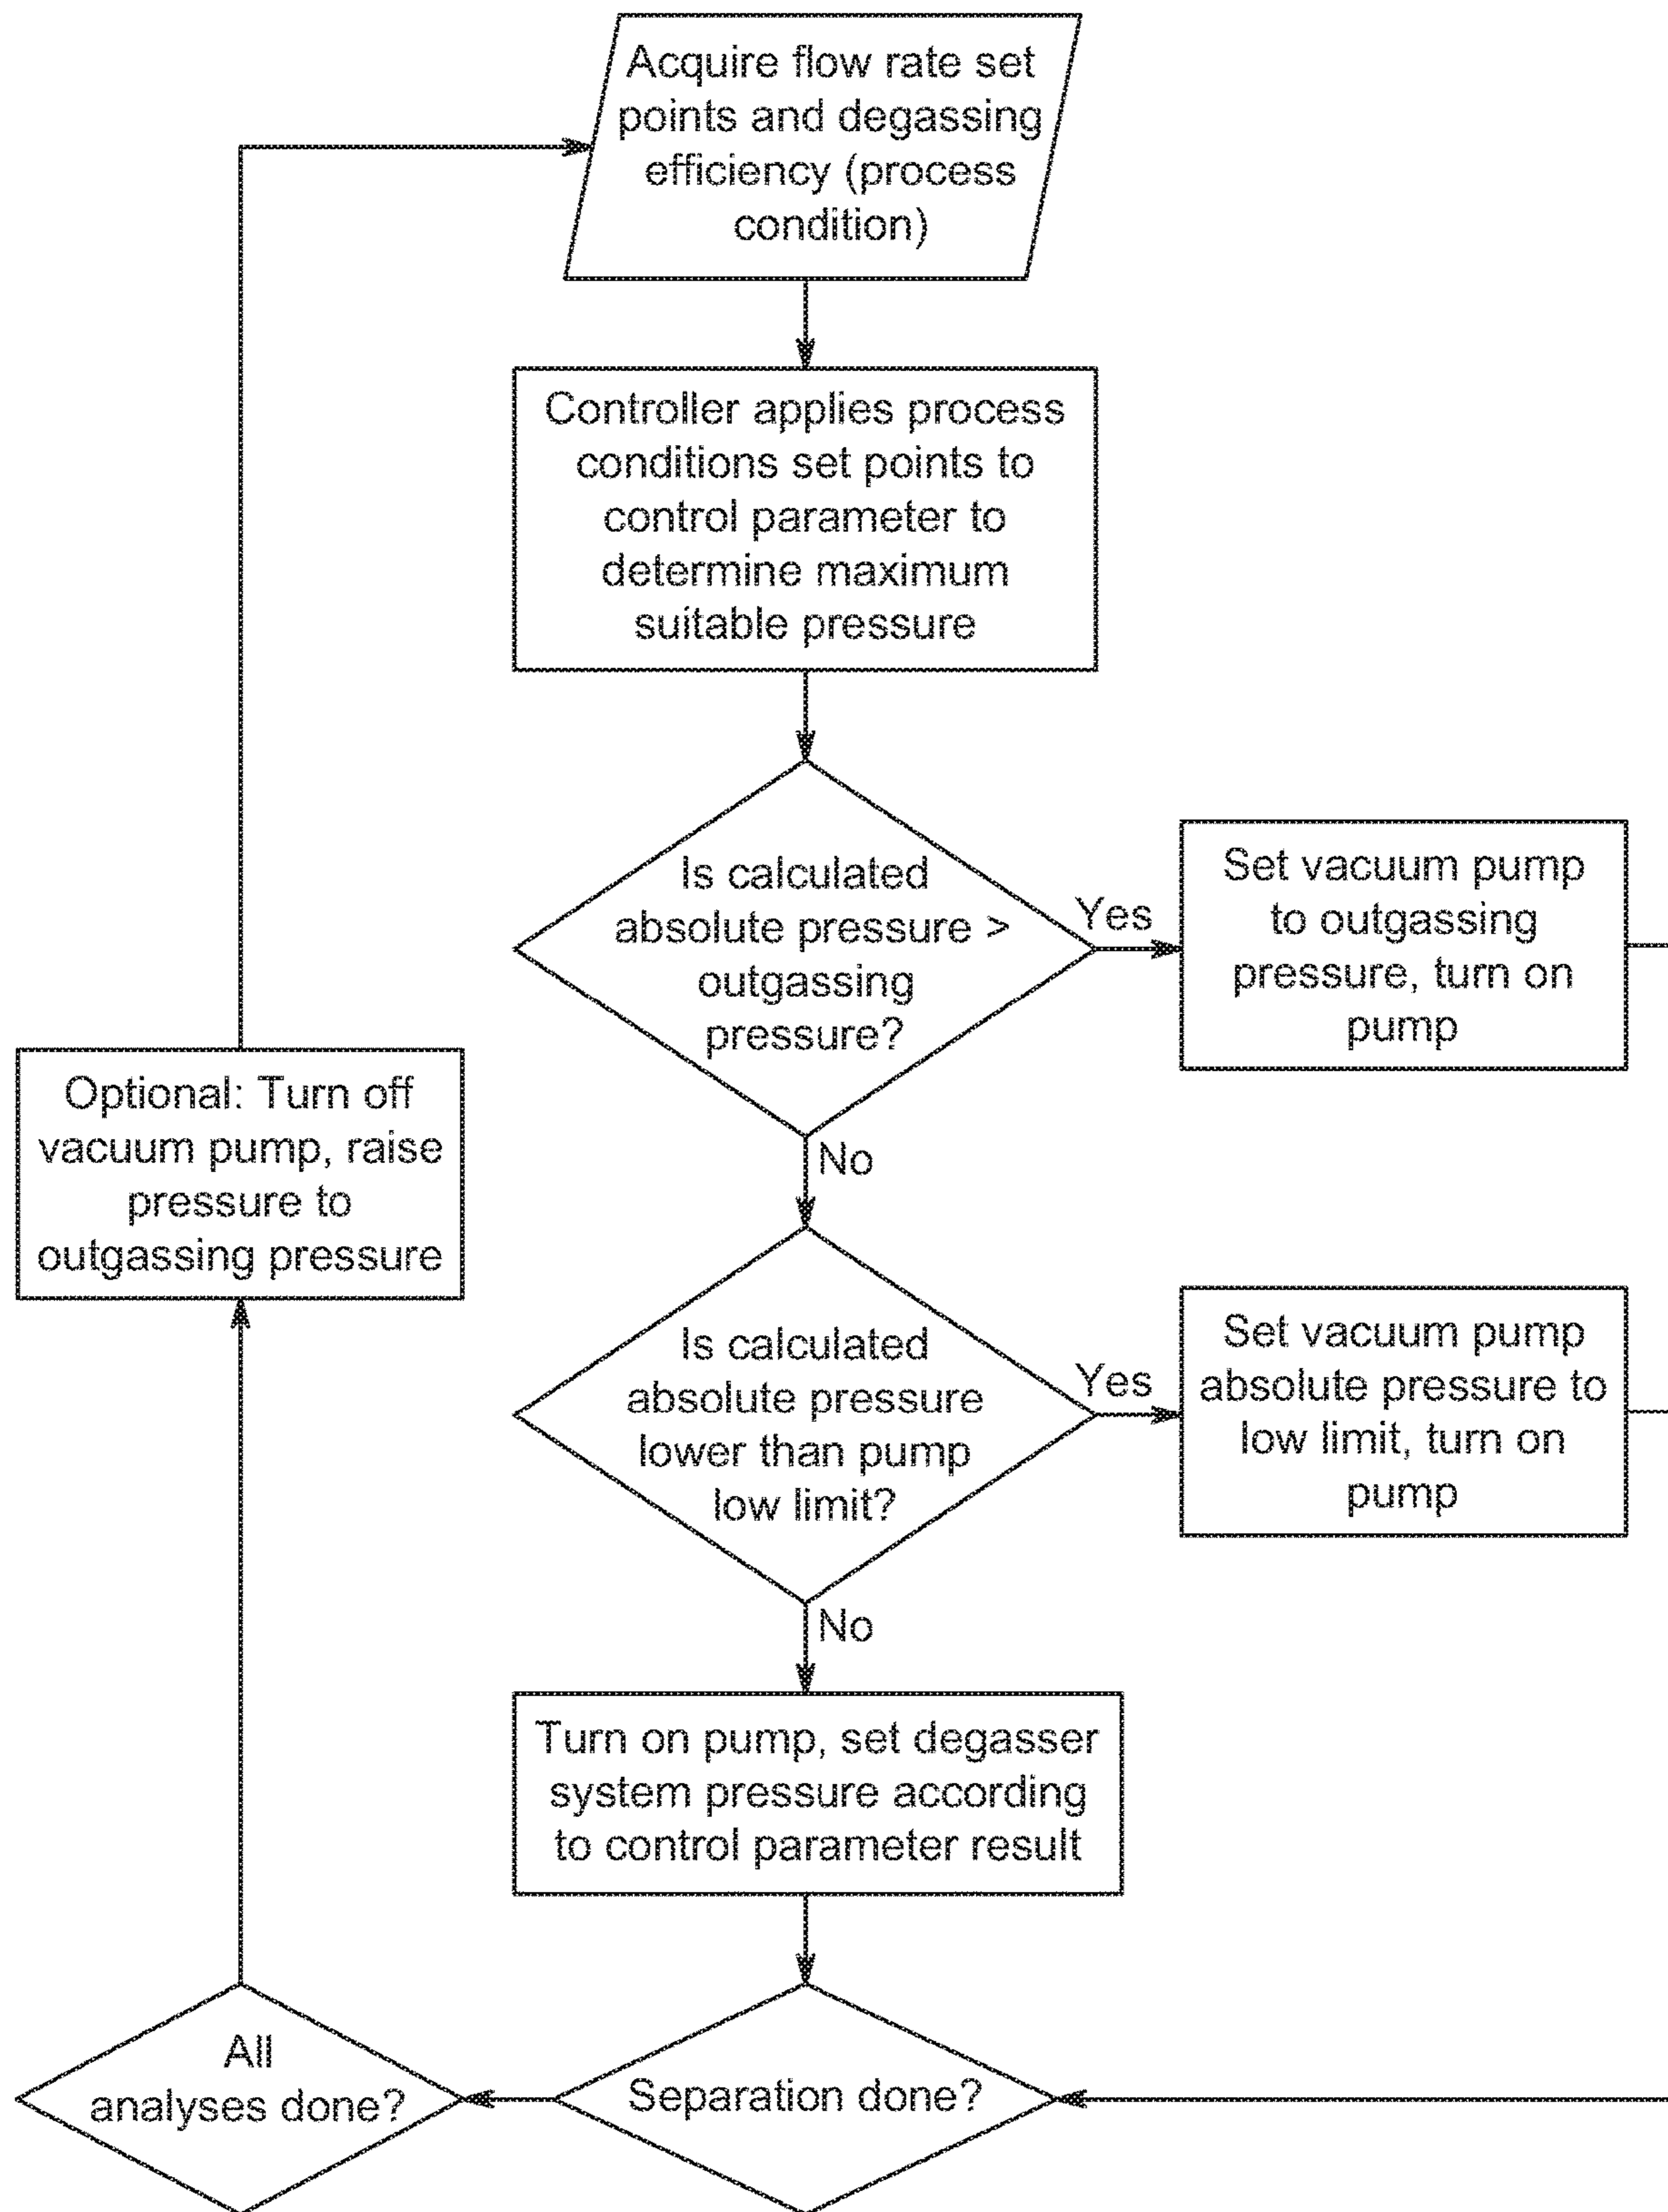 Acquire flow rate set
points and degassing
efficiency (process
condition)
Controller applies process
conditions set points to
control parameter to
determine maximum
suitable pressure
Is calculated
absolute pressure >
outgassing
pressure?
Yes
Set vacuum pump
to outgassing
pressure, turn on
pump
No
Optional: Turn off
vacuum pump, raise
pressure to
outgassing pressure
Is calculated
absolute pressure
lower than pump
low limit?
Yes
Set vacuum pump
absolute pressure to
low limit, turn on
pump
No
Turn on pump, set degasser
system pressure according
to control parameter result
Separation done?
All
analyses done?